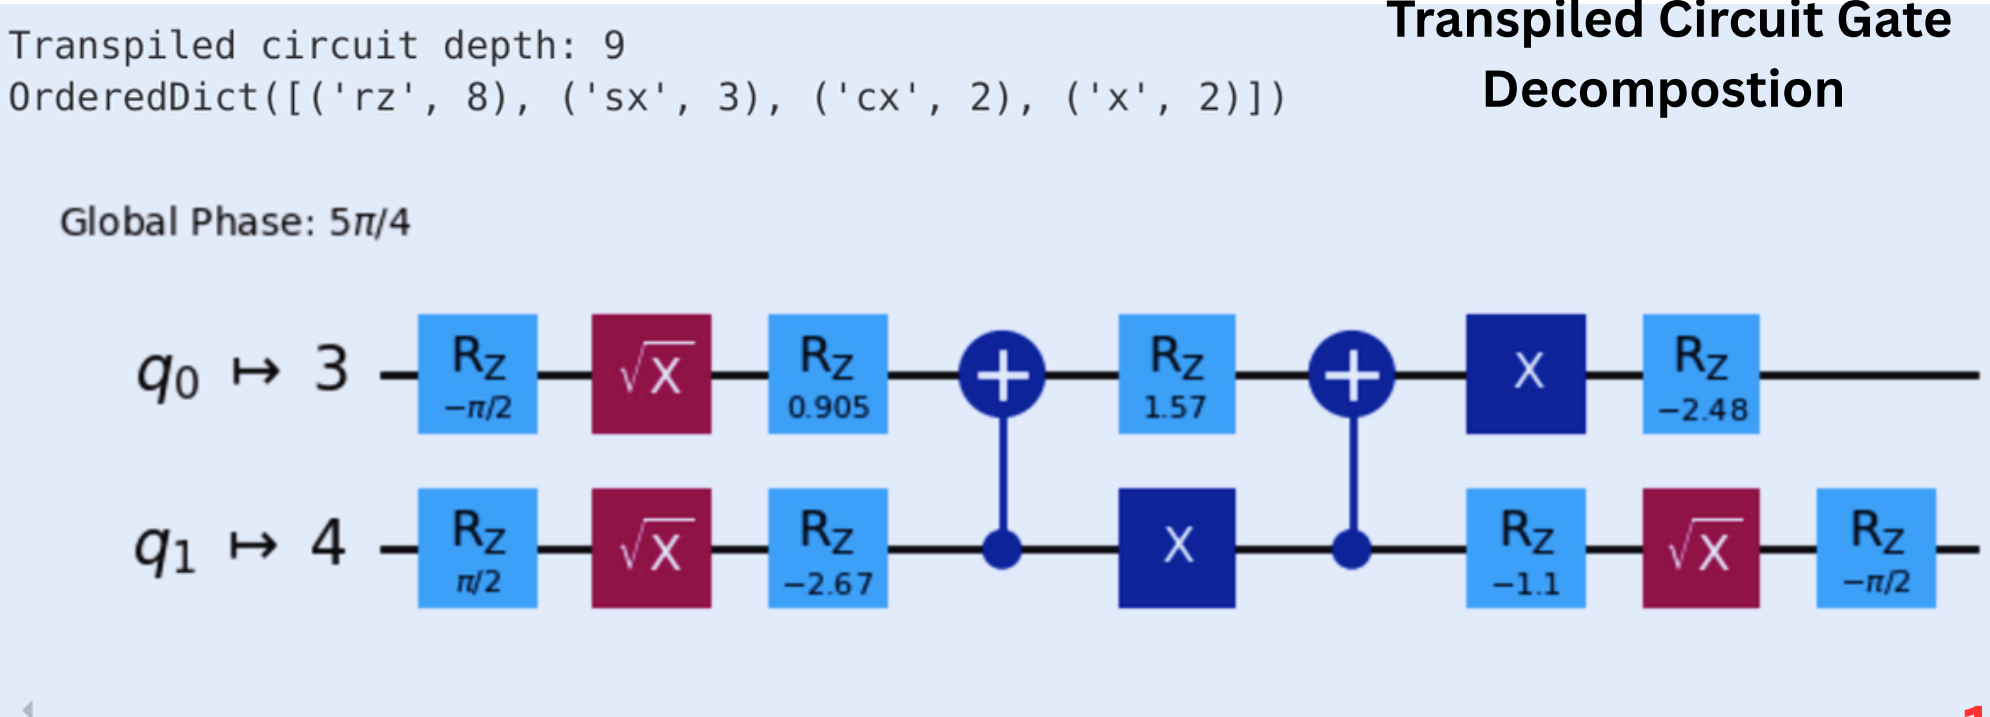 Transpiled circuit depth: 9
OrderedDict([('rz', 8), ('sx', 3), ('cx', 2), ('x', 2)])
Transpiled Circuit Gate
Decompostion
Global Phase: 5π/4
q0 ↦ 3
RZ
−π/2
√X
RZ
0.905
RZ
1.57
X
RZ
−2.48
q1 ↦ 4
RZ
π/2
√X
RZ
−2.67
X
RZ
−1.1
√X
RZ
−π/2